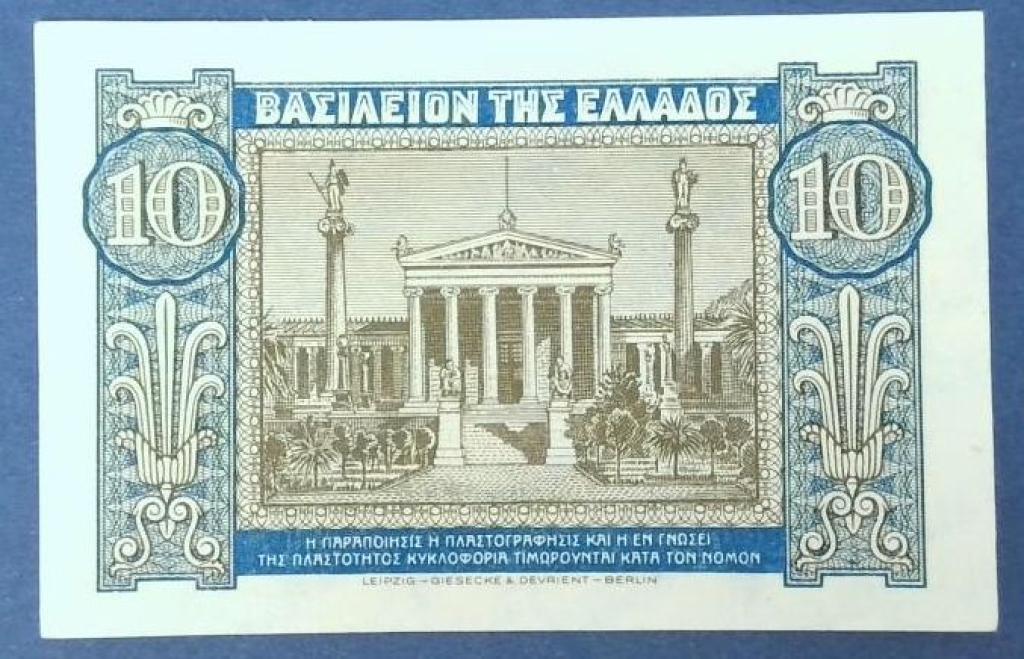 ΒΑΣΙΛΕΙΟΝ ΤΗΣ ΕΛΛΑΔΟΣ
10 10
Η ΠΑΡΑΠΟΙΗΣΙΣ Η ΠΛΑΣΤΟΓΡΑΦΗΣΙΣ ΚΑΙ Η ΕΝ ΓΝΩΣΕΙ
ΤΗΣ ΠΛΑΣΤΟΤΗΤΟΣ ΚΥΚΛΟΦΟΡΙΑ ΤΙΜΩΡΟΥΝΤΑΙ ΚΑΤΑ ΤΟΝ ΝΟΜΟΝ
LEIPZIG – GIESECKE & DEVRIENT – BERLIN